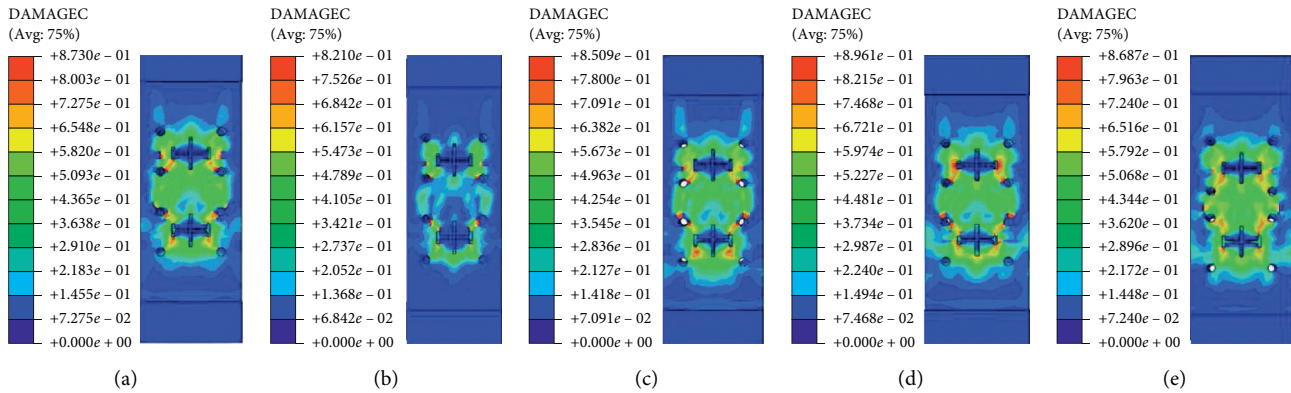 DAMAGEC
(Avg: 75%)
+8.730e – 01
+8.003e – 01
+7.275e – 01
+6.548e – 01
+5.820e – 01
+5.093e – 01
+4.365e – 01
+3.638e – 01
+2.910e – 01
+2.183e – 01
+1.455e – 01
+7.275e – 02
+0.000e + 00
(a)
DAMAGEC
(Avg: 75%)
+8.210e – 01
+7.526e – 01
+6.842e – 01
+6.157e – 01
+5.473e – 01
+4.789e – 01
+4.105e – 01
+3.421e – 01
+2.737e – 01
+2.052e – 01
+1.368e – 01
+6.842e – 02
+0.000e + 00
(b)
DAMAGEC
(Avg: 75%)
+8.509e – 01
+7.800e – 01
+7.091e – 01
+6.382e – 01
+5.673e – 01
+4.963e – 01
+4.254e – 01
+3.545e – 01
+2.836e – 01
+2.127e – 01
+1.418e – 01
+7.091e – 02
+0.000e + 00
(c)
DAMAGEC
(Avg: 75%)
+8.961e – 01
+8.215e – 01
+7.468e – 01
+6.721e – 01
+5.974e – 01
+5.227e – 01
+4.481e – 01
+3.734e – 01
+2.987e – 01
+2.240e – 01
+1.494e – 01
+7.468e – 02
+0.000e + 00
(d)
DAMAGEC
(Avg: 75%)
+8.687e – 01
+7.963e – 01
+7.240e – 01
+6.516e – 01
+5.792e – 01
+5.068e – 01
+4.344e – 01
+3.620e – 01
+2.896e – 01
+2.172e – 01
+1.448e – 01
+7.240e – 02
+0.000e + 00
(e)